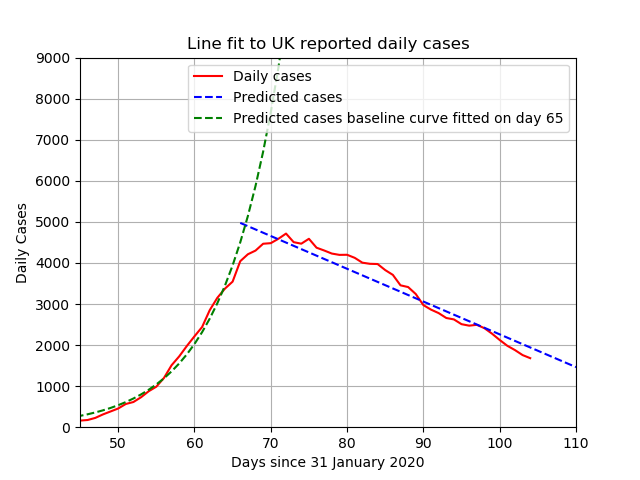 Line fit to UK reported daily cases
Daily cases
Predicted cases
Predicted cases baseline curve fitted on day 65
Daily Cases
9000
8000
7000
6000
5000
4000
3000
2000
1000
0
50 60 70 80 90 100 110
Days since 31 January 2020